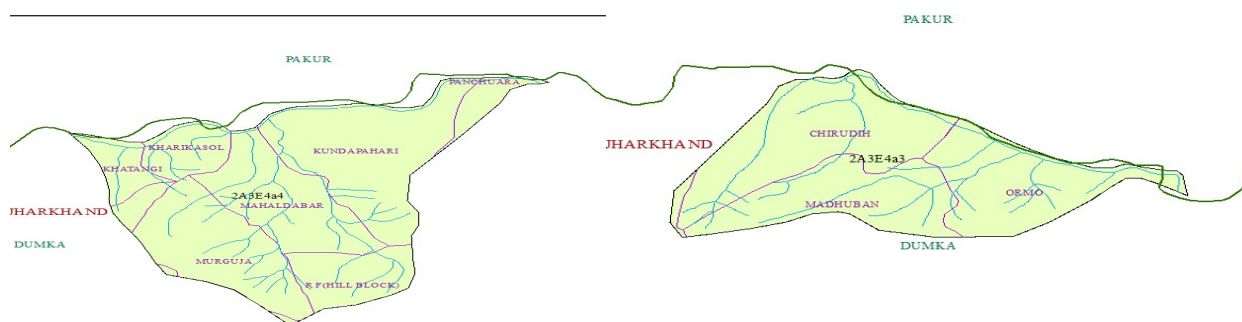 PAKUR
PANCHUARA
KHARIKASOL
KUNDAPAHARI
KHATANGI
2A3E4a4
MAHALDABAR
JHARKHAND
DUMKA
MURGUJA
R F(HILL BLOCK)
PAKUR
CHIRUDIH
JHARKHAND
2A3E4a3
ORMO
MADHUBAN
DUMKA